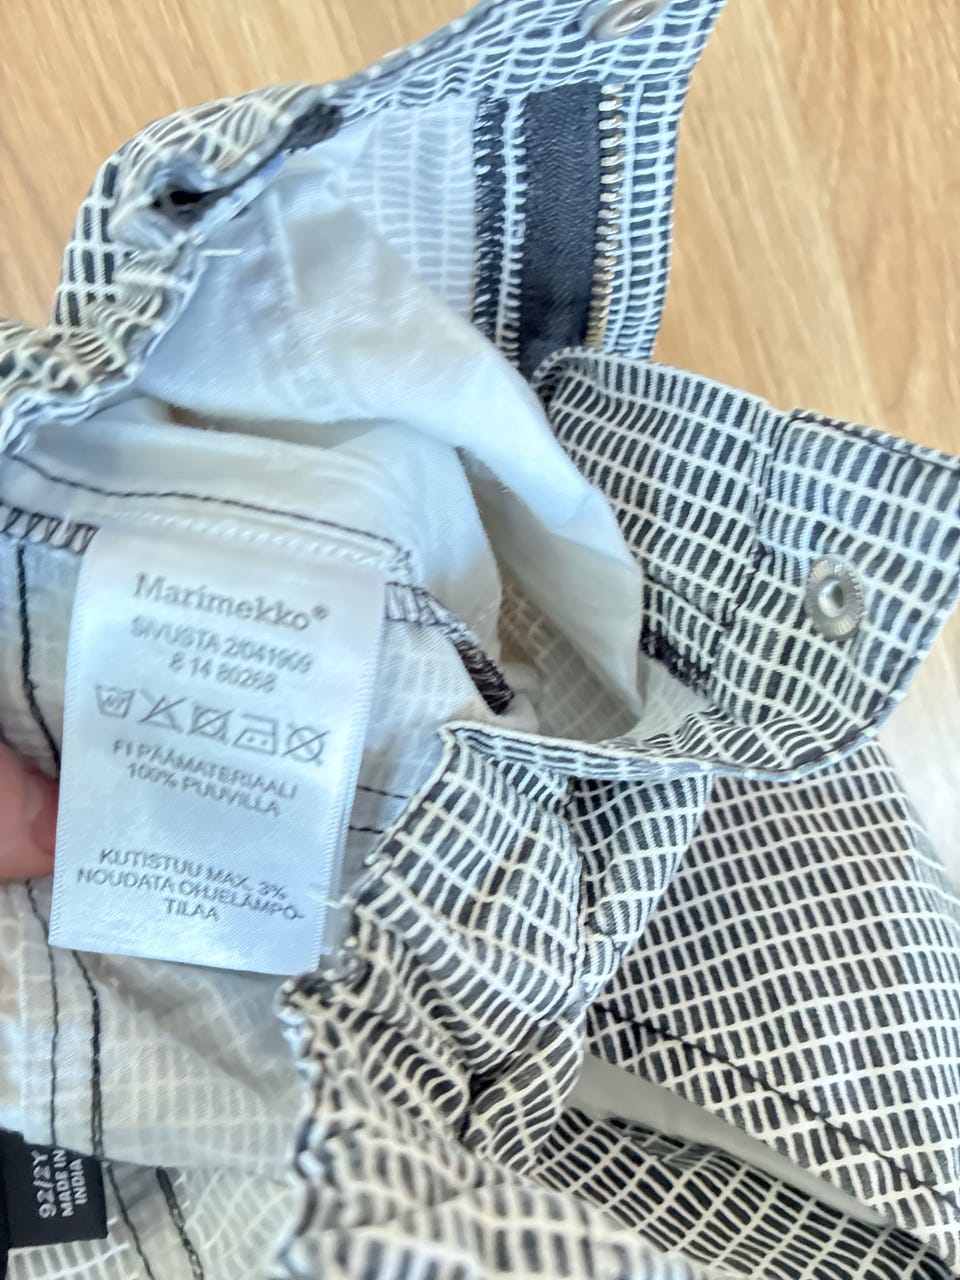 Marimekko®
SIVUSTA 2/041909
8 14 80268
FI PÄÄMATERIAALI
100% PUUVILLA
KUTISTUU MAX. 3%
NOUDATA OHJELÄMPÖ-
TILAA
92/2Y
MADE IN
INDIA